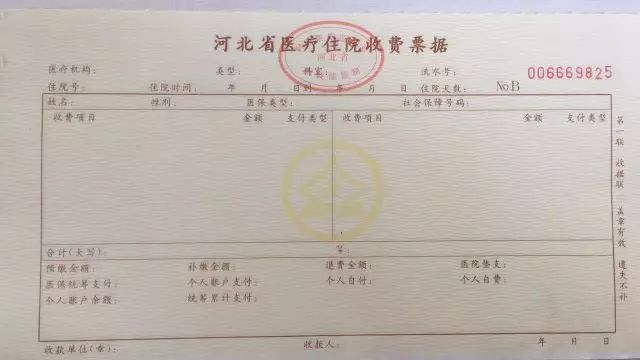 河北省医疗住院收费票据
河北省
医疗机构： 类型： 科室： 流水号： 006669825
住院号： 住院时间： 年 月 日到 年 月 日 住院天数： NoB
姓名： 性别： 医保类型： 社会保障号码：
收费项目 金额 支付类型 收费项目 金额 支付类型
合计(大写)：
预缴金额： 补缴金额： 退费金额： 医院垫支：
医保统筹支付： 个人账户支付： 个人自付： 个人自费：
个人账户余额： 统筹累计支付：
收款单位(章)： 收款人： 年 月 日
第一联 收据联 盖章有效 遗失不补